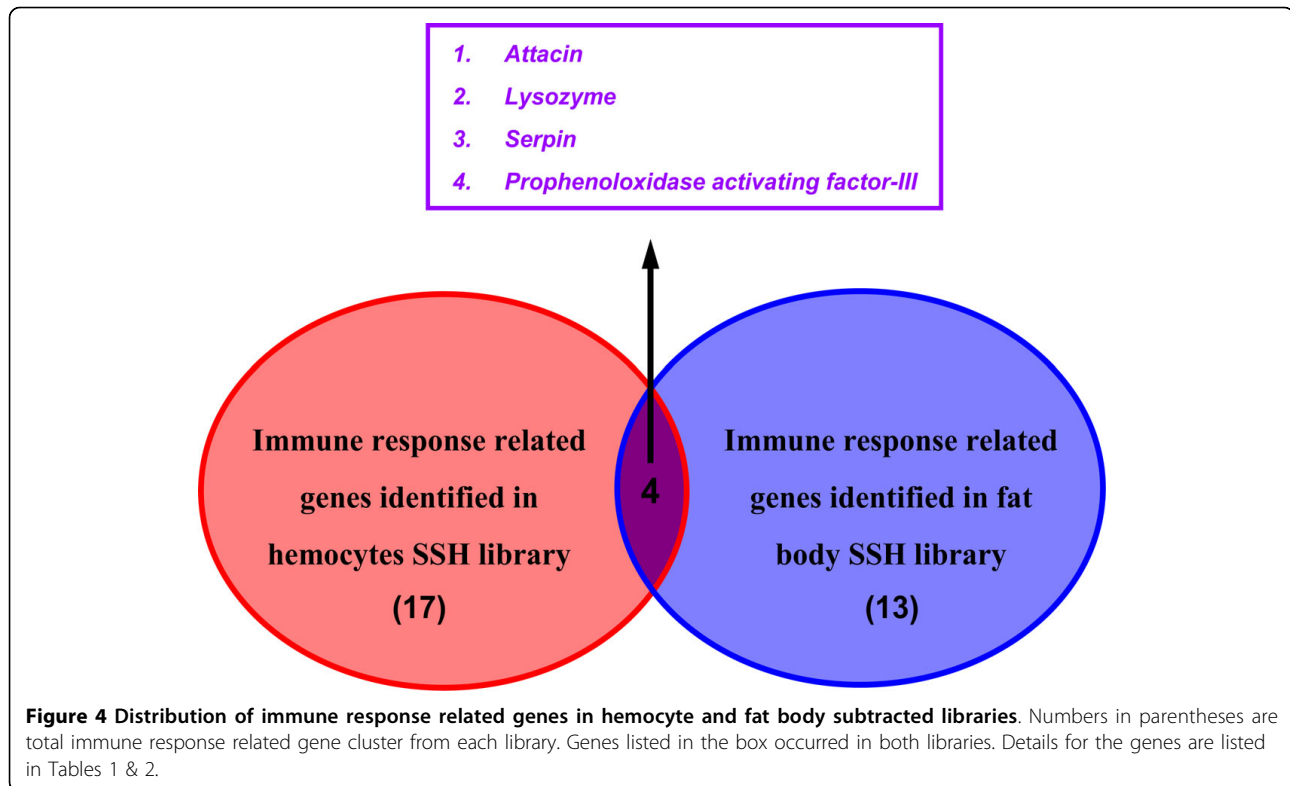 1. Attacin
2. Lysozyme
3. Serpin
4. Prophenoloxidase activating factor-III
Immune response related
genes identified in
hemocytes SSH library
(17)
4
Immune response related
genes identified in fat
body SSH library
(13)
Figure 4 Distribution of immune response related genes in hemocyte and fat body subtracted libraries. Numbers in parentheses are
total immune response related gene cluster from each library. Genes listed in the box occurred in both libraries. Details for the genes are listed
in Tables 1 & 2.